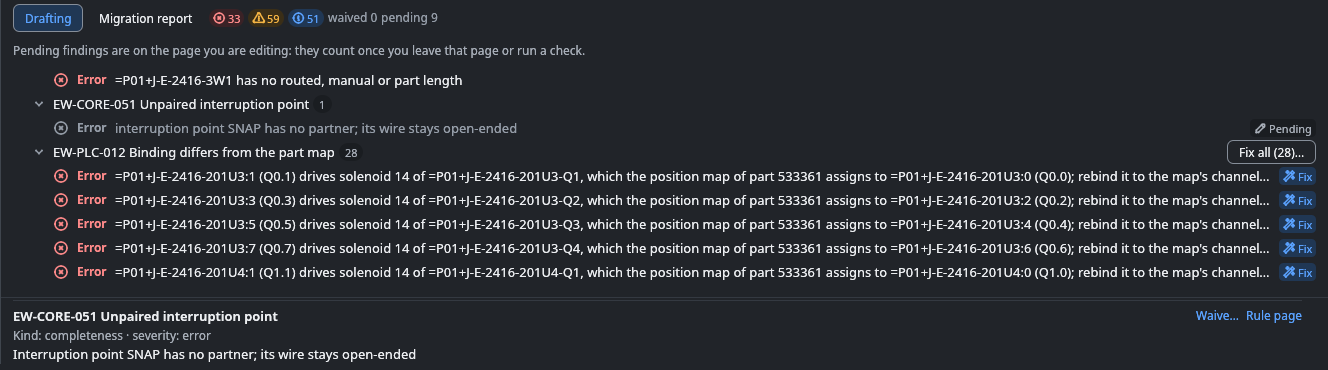 Drafting Migration report 33 59 51 waived 0 pending 9
Pending findings are on the page you are editing: they count once you leave that page or run a check.
Error =P01+J-E-2416-3W1 has no routed, manual or part length
EW-CORE-051 Unpaired interruption point 1
Error interruption point SNAP has no partner; its wire stays open-ended Pending
EW-PLC-012 Binding differs from the part map 28 Fix all (28)...
Error =P01+J-E-2416-201U3:1 (Q0.1) drives solenoid 14 of =P01+J-E-2416-201U3-Q1, which the position map of part 533361 assigns to =P01+J-E-2416-201U3:0 (Q0.0); rebind it to the map's channel... Fix
Error =P01+J-E-2416-201U3:3 (Q0.3) drives solenoid 14 of =P01+J-E-2416-201U3-Q2, which the position map of part 533361 assigns to =P01+J-E-2416-201U3:2 (Q0.2); rebind it to the map's channel... Fix
Error =P01+J-E-2416-201U3:5 (Q0.5) drives solenoid 14 of =P01+J-E-2416-201U3-Q3, which the position map of part 533361 assigns to =P01+J-E-2416-201U3:4 (Q0.4); rebind it to the map's channel... Fix
Error =P01+J-E-2416-201U3:7 (Q0.7) drives solenoid 14 of =P01+J-E-2416-201U3-Q4, which the position map of part 533361 assigns to =P01+J-E-2416-201U3:6 (Q0.6); rebind it to the map's channel... Fix
Error =P01+J-E-2416-201U4:1 (Q1.1) drives solenoid 14 of =P01+J-E-2416-201U4-Q1, which the position map of part 533361 assigns to =P01+J-E-2416-201U4:0 (Q1.0); rebind it to the map's channel... Fix
EW-CORE-051 Unpaired interruption point Waive... Rule page
Kind: completeness · severity: error
Interruption point SNAP has no partner; its wire stays open-ended